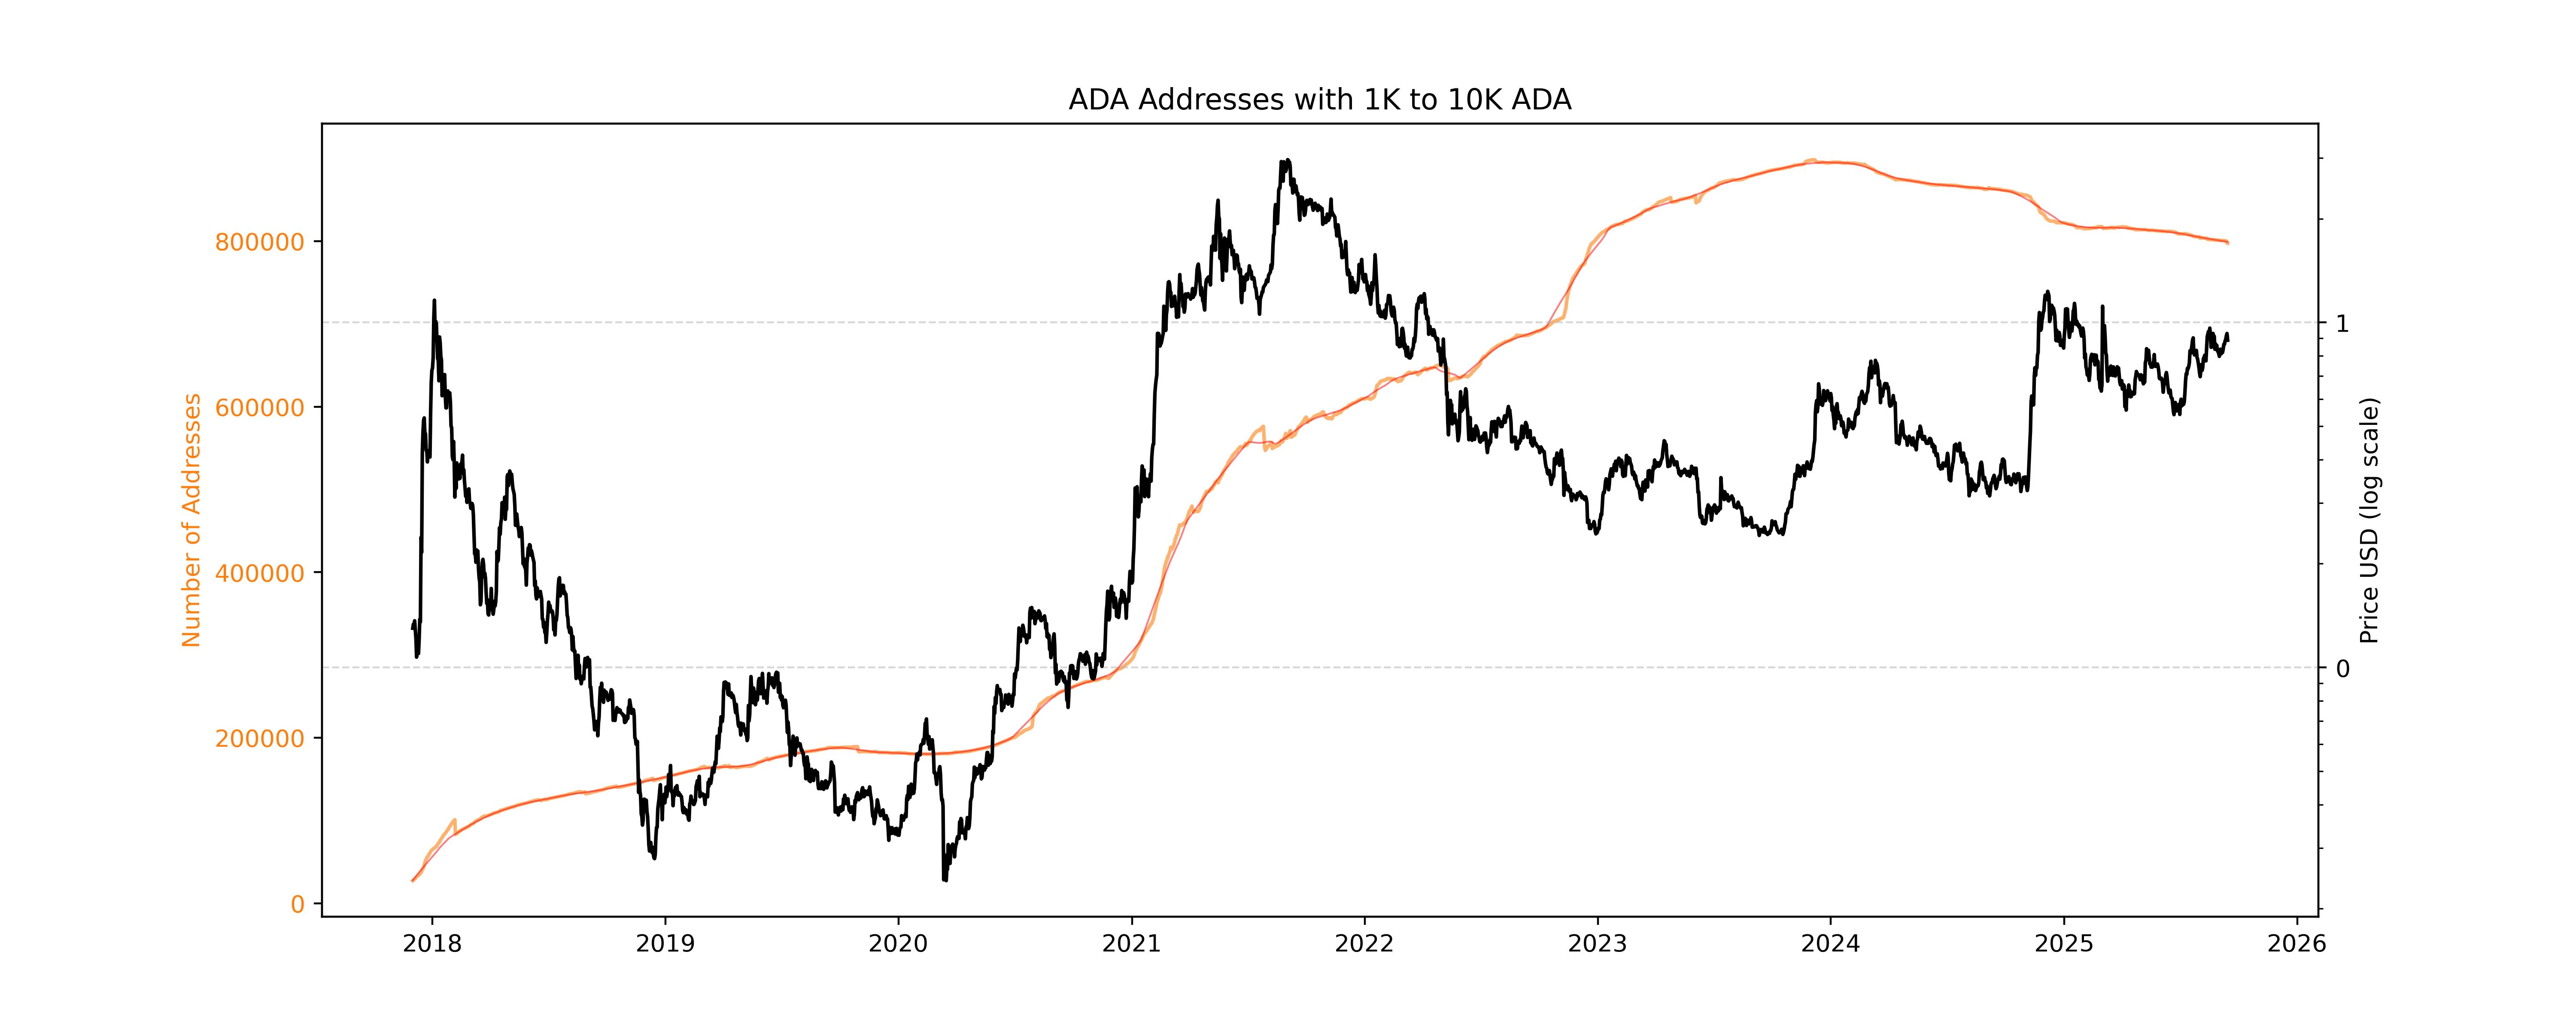 ADA Addresses with 1K to 10K ADA
Number of Addresses
800000
600000
400000
200000
0
1
0
Price USD (log scale)
2018 2019 2020 2021 2022 2023 2024 2025 2026